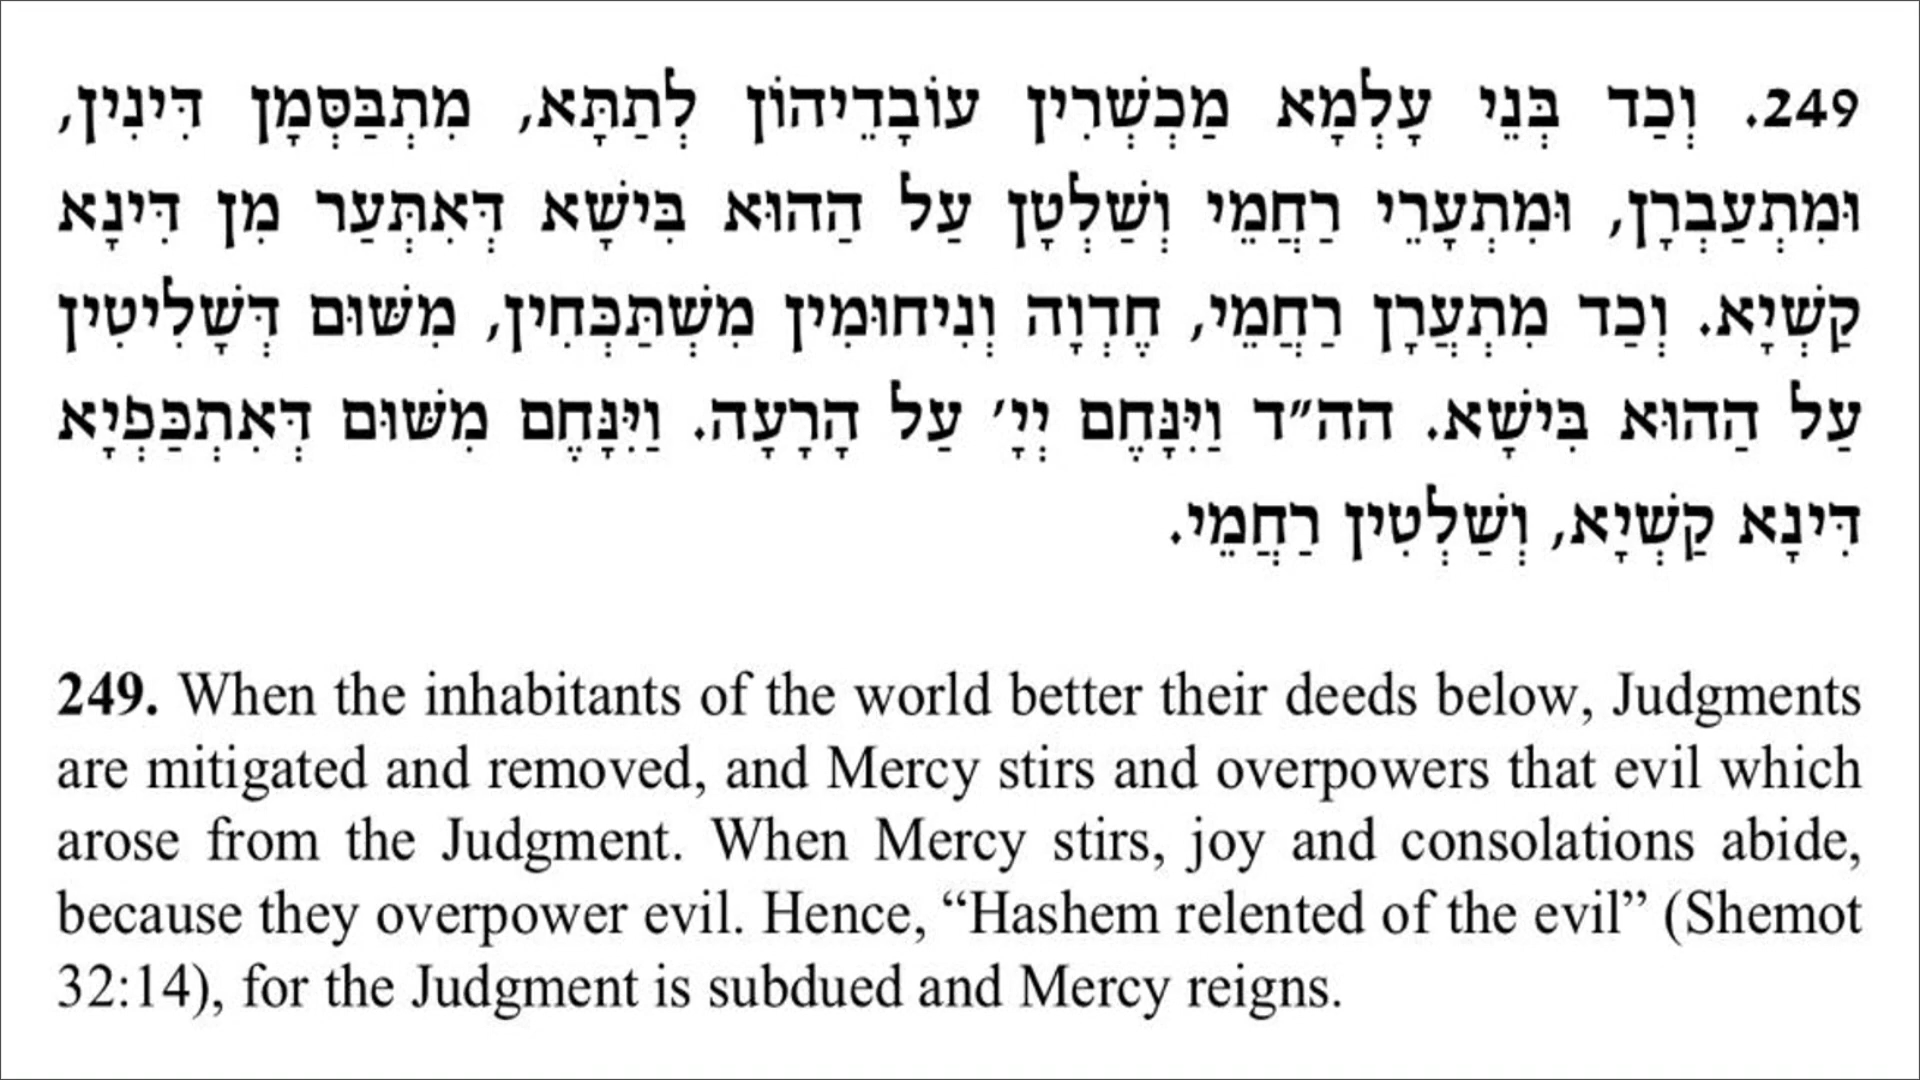 249. וְכַד בְּנֵי עָלְמָא מַכְשְׁרִין עוֹבָדֵיהוֹן לְתַתָּא, מִתְבַּסְּמָן דִּינִין,
וּמִתְעַבְרָן, וּמִתְעָרֵי רַחֲמֵי וְשַׁלְטָן עַל הַהוּא בִּישָׁא דְּאִתְּעַר מִן דִּינָא
קַשְׁיָא. וְכַד מִתְעֲרָן רַחֲמֵי, חֶדְוָה וְנִיחוּמִין מִשְׁתַּכְּחִין, מִשּׁוּם דְּשָׁלִיטִין
עַל הַהוּא בִּישָׁא. הה״ד וַיִּנָּחֶם יְיָ׳ עַל הָרָעָה. וַיִּנָּחֶם מִשּׁוּם דְּאִתְכַּפְיָא
דִּינָא קַשְׁיָא, וְשַׁלְטִין רַחֲמֵי.
249. When the inhabitants of the world better their deeds below, Judgments
are mitigated and removed, and Mercy stirs and overpowers that evil which
arose from the Judgment. When Mercy stirs, joy and consolations abide,
because they overpower evil. Hence, “Hashem relented of the evil” (Shemot
32:14), for the Judgment is subdued and Mercy reigns.